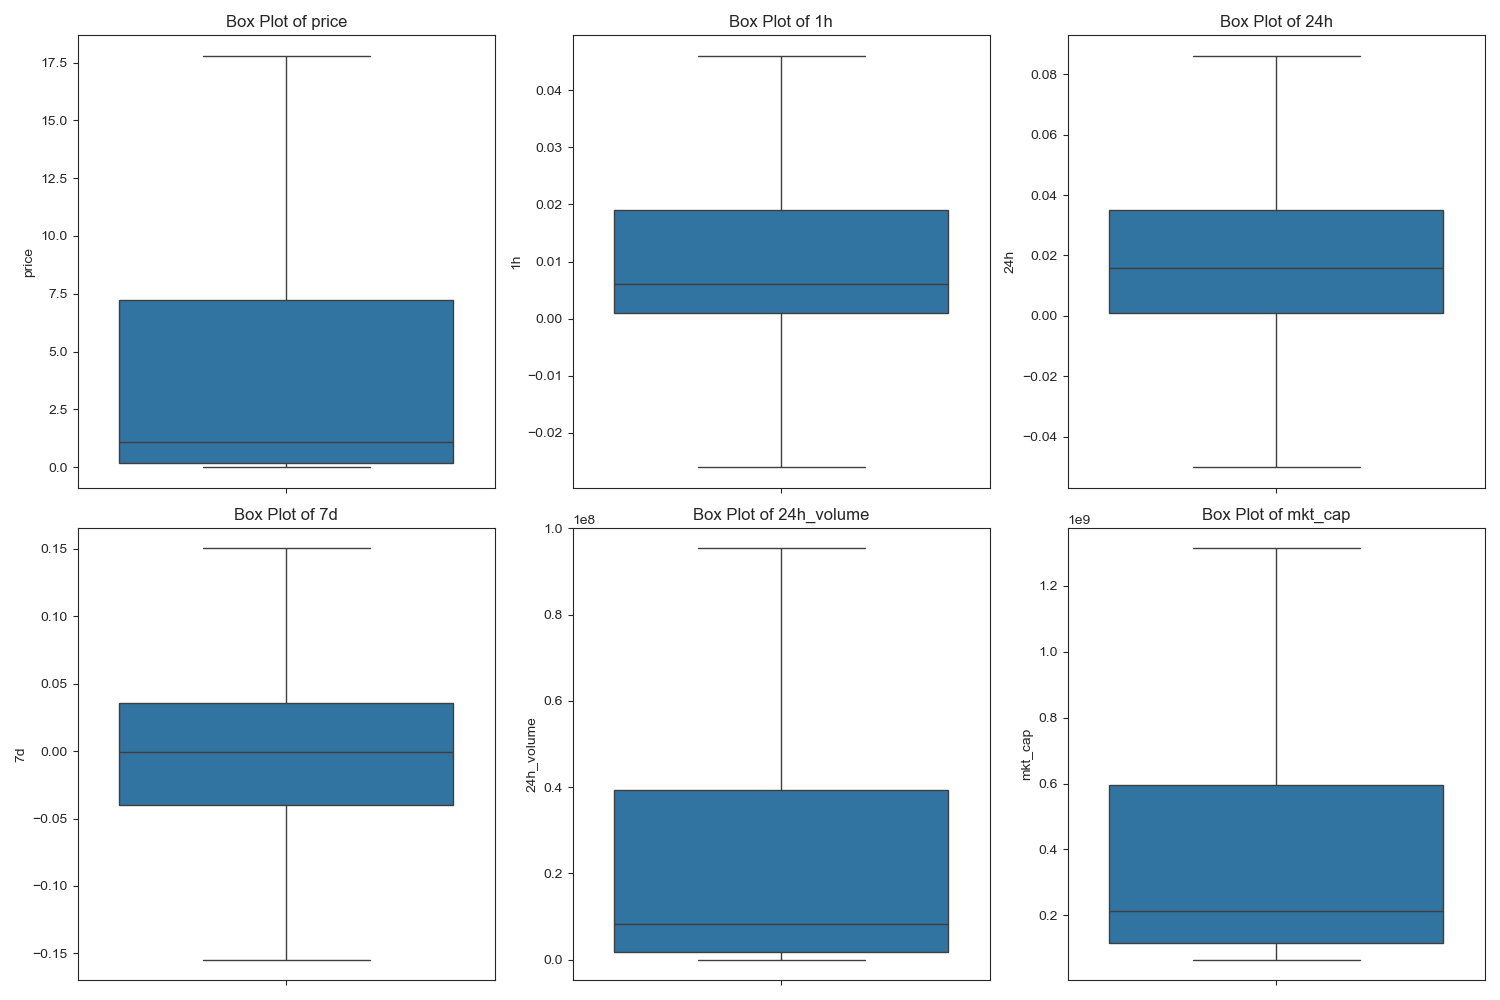 Box Plot of price
17.5
15.0
12.5
10.0
7.5
5.0
2.5
0.0
price
Box Plot of 1h
0.04
0.03
0.02
0.01
0.00
−0.01
−0.02
1h
Box Plot of 24h
0.08
0.06
0.04
0.02
0.00
−0.02
−0.04
24h
Box Plot of 7d
0.15
0.10
0.05
0.00
−0.05
−0.10
−0.15
7d
Box Plot of 24h_volume
1e8
1.0
0.8
0.6
0.4
0.2
0.0
24h_volume
Box Plot of mkt_cap
1e9
1.2
1.0
0.8
0.6
0.4
0.2
mkt_cap